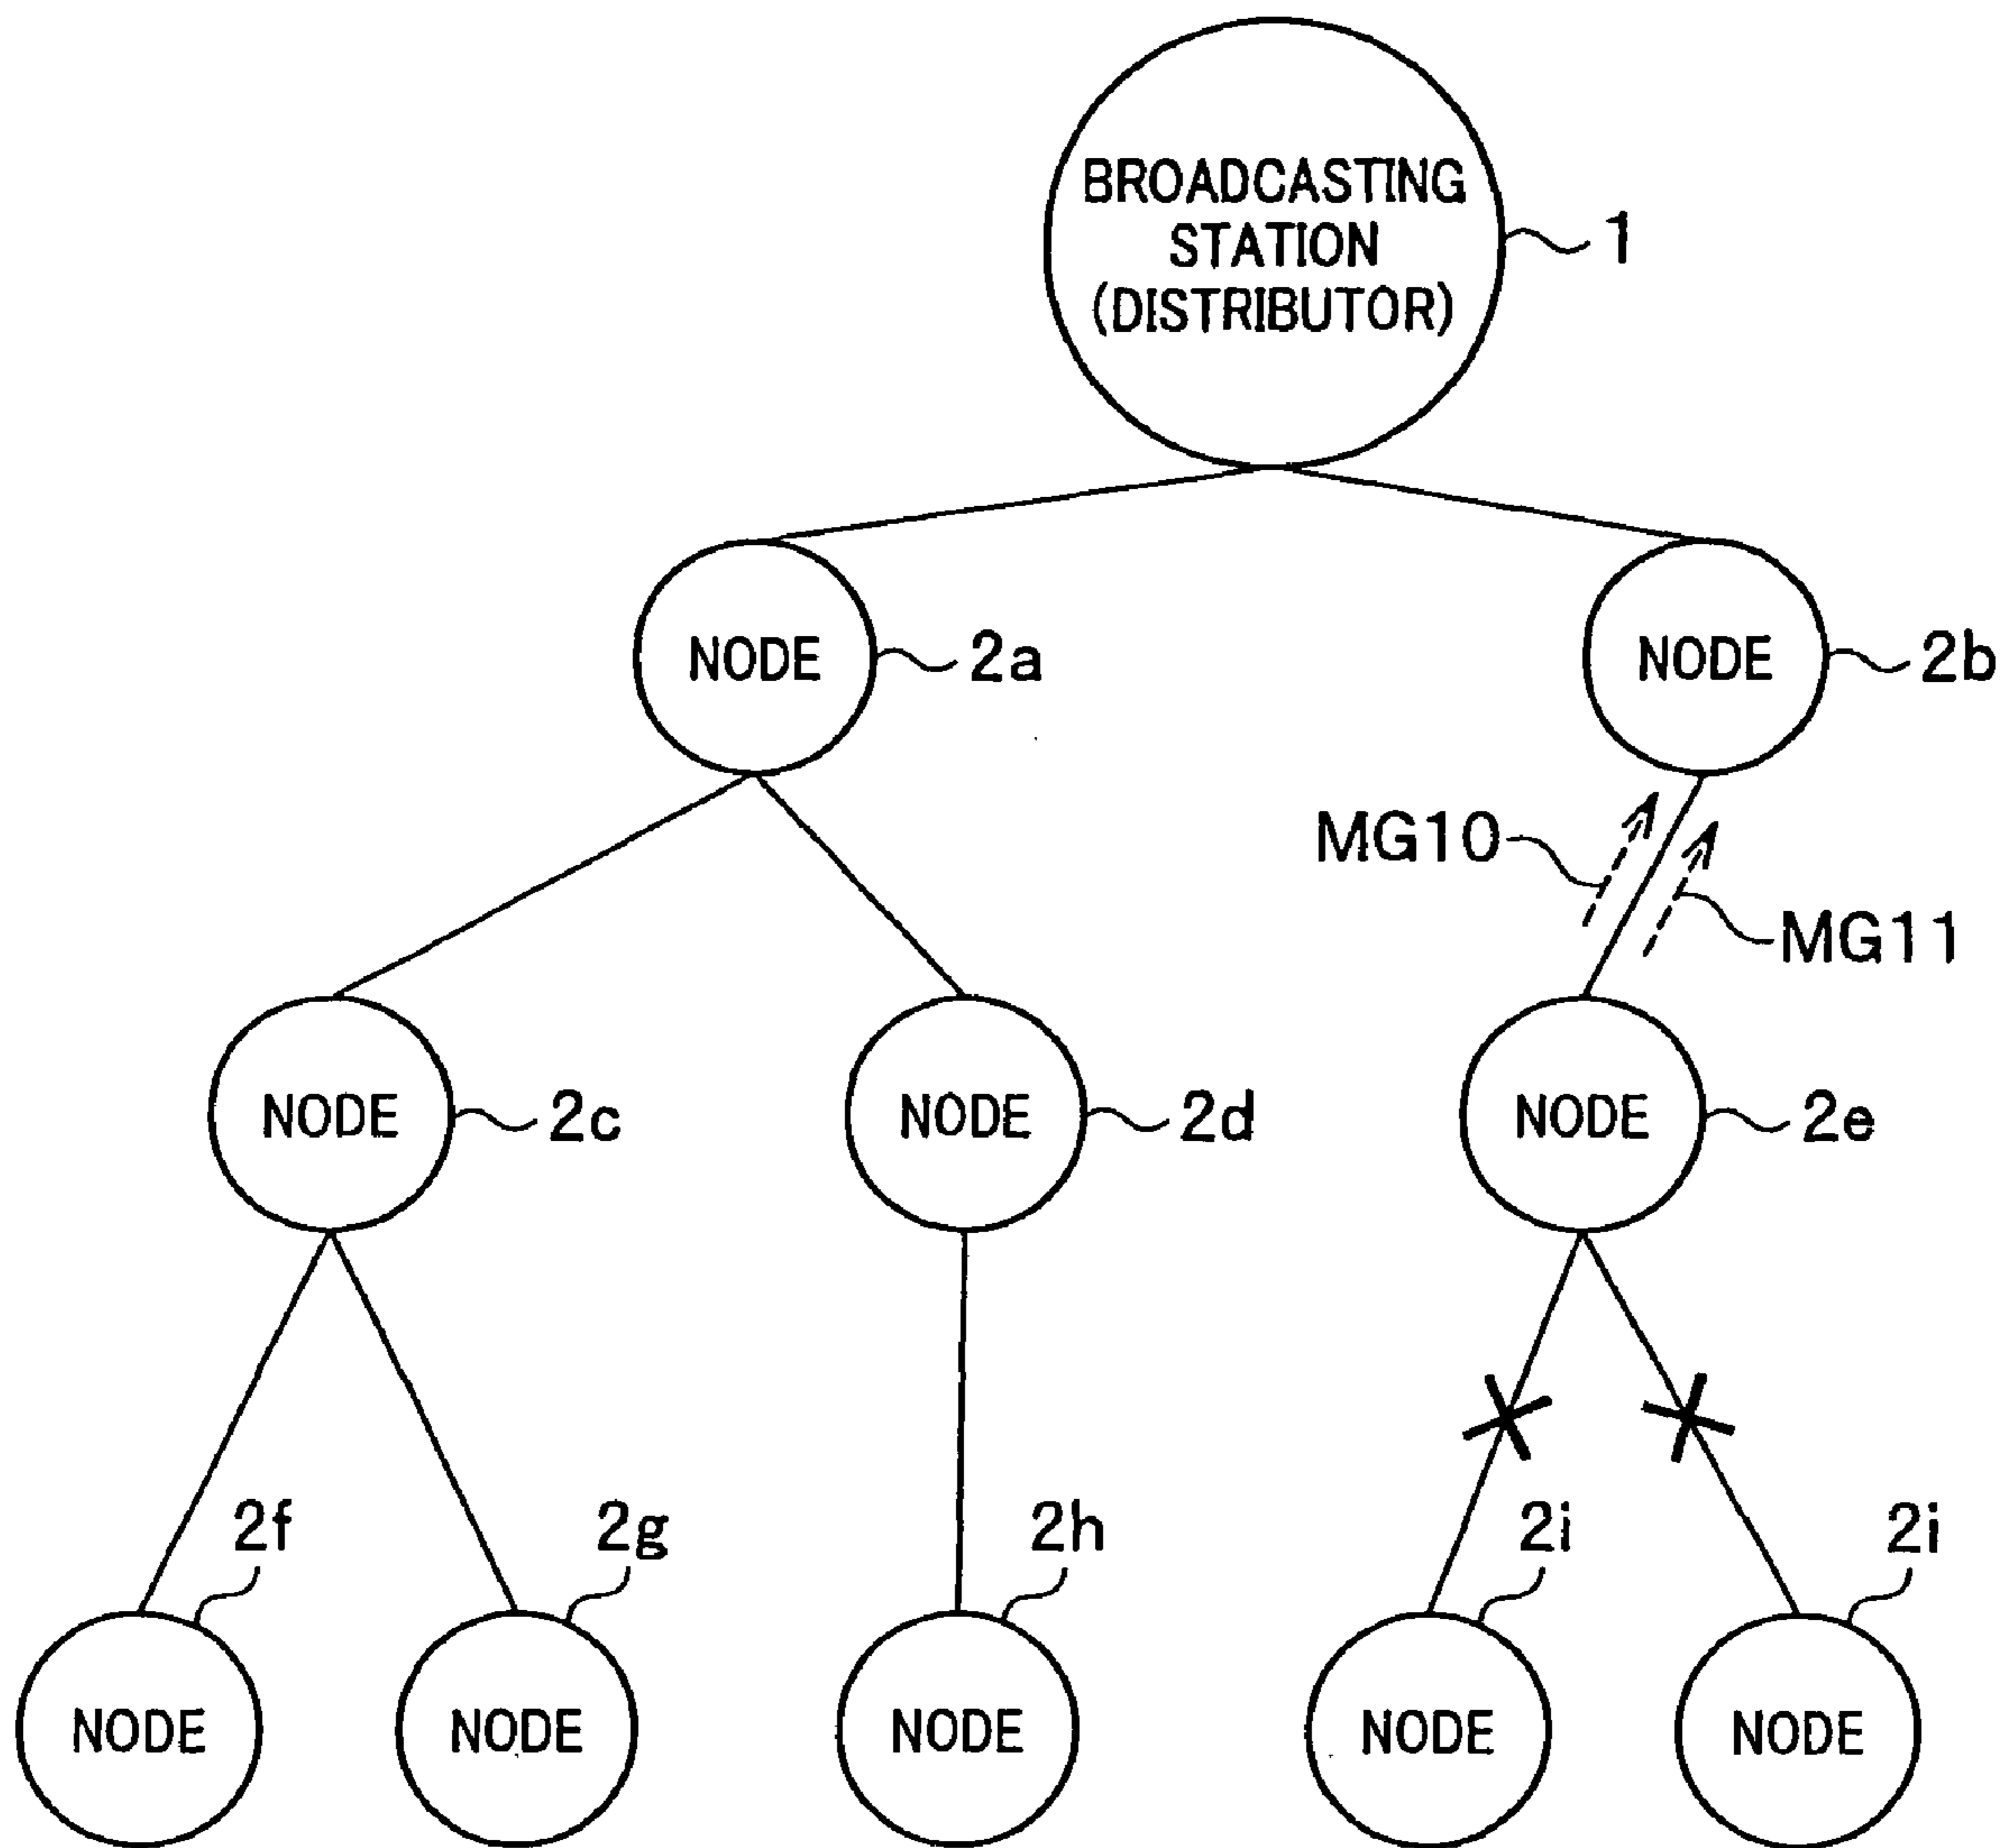 BROADCASTING
STATION
(DISTRIBUTOR)
1
NODE
2a
NODE
2b
MG10
MG11
NODE
2c
NODE
2d
NODE
2e
2f
2g
2h
2i
2i
NODE
NODE
NODE
NODE
NODE